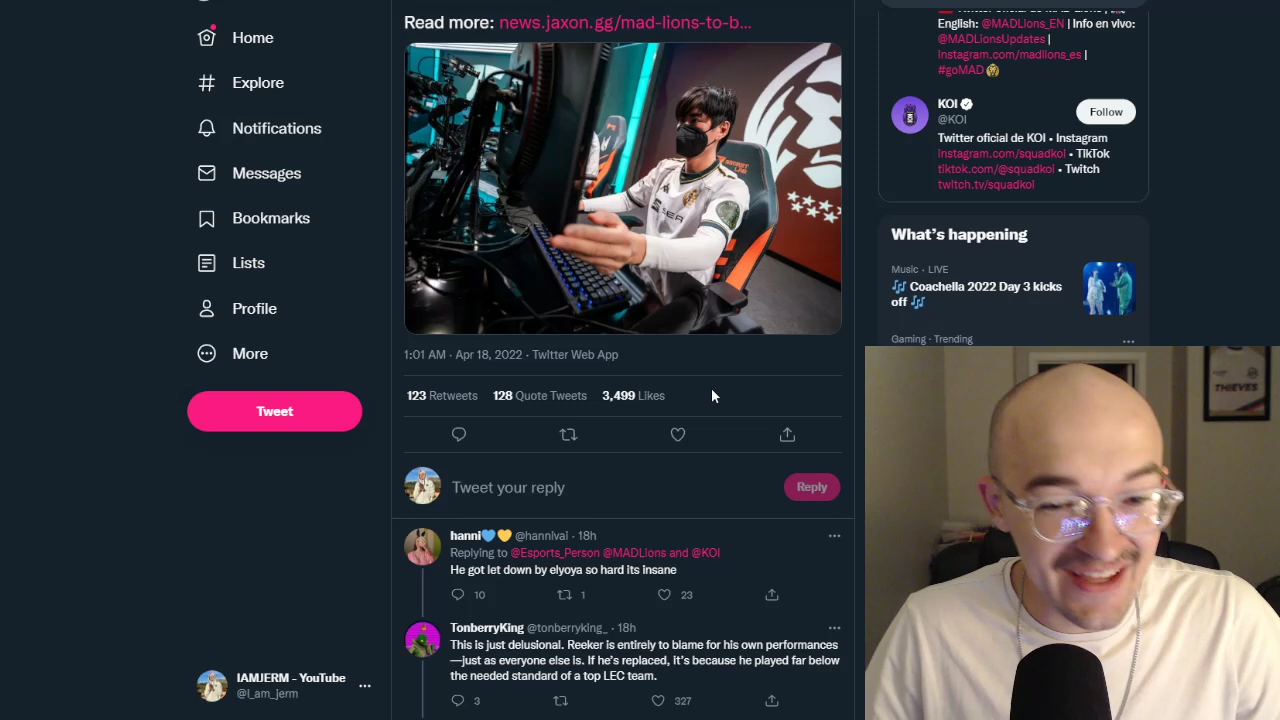 Home
Explore
Notifications
Messages
Bookmarks
Lists
Profile
More
Tweet
IAMJERM - YouTube
@I_am_jerm
Read more: news.jaxon.gg/mad-lions-to-b...
1:01 AM · Apr 18, 2022 · Twitter Web App
123 Retweets 128 Quote Tweets 3,499 Likes
Tweet your reply
Reply
hanni💙💛 @hannivai · 18h
Replying to @Esports_Person @MADLions and @KOI
He got let down by elyoya so hard its insane
10 1 23
TonberryKing @tonberryking_ · 18h
This is just delusional. Reeker is entirely to blame for his own performances
—just as everyone else is. If he's replaced, it's because he played far below
the needed standard of a top LEC team.
3 327
English: @MADLions_EN | Info en vivo:
@MADLionsUpdates |
instagram.com/madlions_es |
#goMAD
KOI
@KOI
Follow
Twitter oficial de KOI • Instagram
instagram.com/squadkoi • TikTok
tiktok.com/@squadkoi • Twitch
twitch.tv/squadkoi
What's happening
Music · LIVE
🎶 Coachella 2022 Day 3 kicks
off 🎶
Gaming · Trending
THIEVES